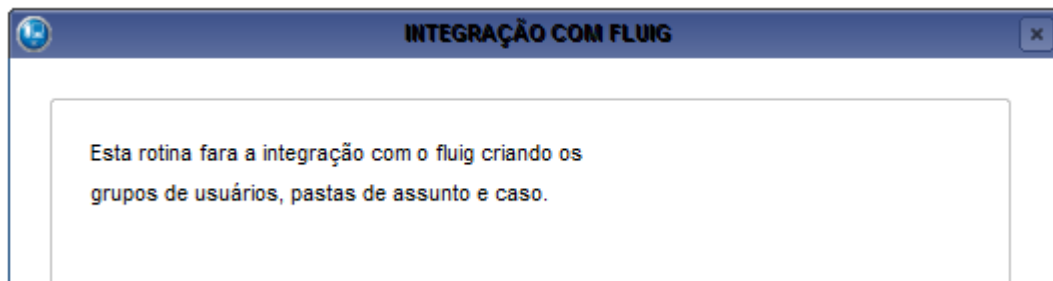 INTEGRAÇÃO COM FLUIG
Esta rotina fara a integração com o fluig criando os
grupos de usuários, pastas de assunto e caso.